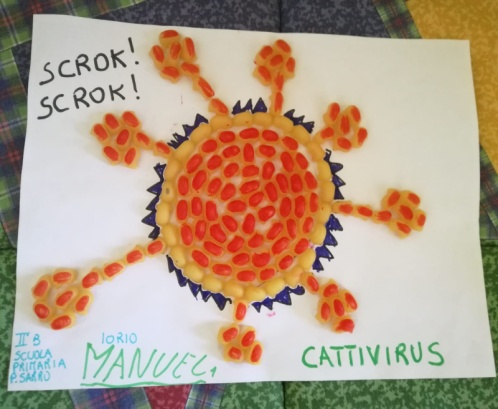 SCROK!
SCROK!
II B
SCUOLA
PRIMARIA
P. SARRO
IORIO
MANUEL
CATTIVIRUS